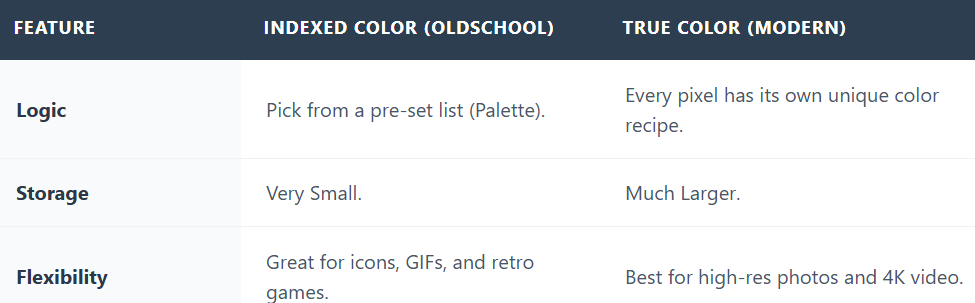 FEATURE INDEXED COLOR (OLDSCHOOL) TRUE COLOR (MODERN)
Logic Pick from a pre-set list (Palette). Every pixel has its own unique color
recipe.
Storage Very Small. Much Larger.
Flexibility Great for icons, GIFs, and retro
games. Best for high-res photos and 4K video.